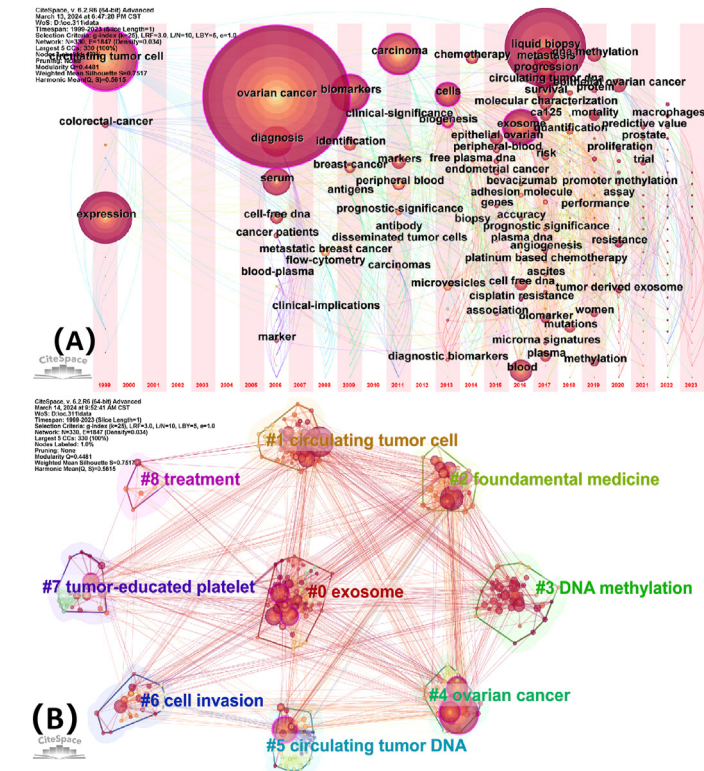 CiteSpace, v. 6.2.R6 (64-bit) Advanced
March 13, 2024 at 6:47:28 PM CST
WoS: D:\oc.311\data
Timespan: 1999-2023 (Slice Length=1)
Selection Criteria: g-index (k=25), LRF=3.0, L/N=10, LBY=5, e=1.0
Network: N=330, E=1847 (Density=0.034)
Largest 5 CCs: 330 (100%)
Pruning: None
Modularity Q=0.4481
Weighted Mean Silhouette S=0.7517
Harmonic Mean(Q, S)=0.5615
circulating tumor cell
carcinoma
chemotherapy
liquid biopsy
dna methylation
metastasis
progression
circulating tumor dna
epithelial ovarian cancer
ovarian cancer
biomarkers
cells
survival
protein
molecular characterization
macrophages
clinical-significance
ca125
mortality
colorectal-cancer
biogenesis
exosome
quantification
predictive value
diagnosis
identification
epithelial ovarian
prostate
peripheral-blood
proliferation
breast cancer
markers
free plasma dna
risk
trial
endometrial cancer
serum
antigens
peripheral blood
bevacizumab
promoter methylation
adhesion molecule
assay
genes
performance
expression
cell-free dna
prognostic-significance
biopsy
accuracy
cancer patients
antibody
prognostic significance
disseminated tumor cells
plasma dna
resistance
metastatic breast cancer
angiogenesis
flow-cytometry
carcinomas
platinum based chemotherapy
blood-plasma
ascites
microvesicles
cell free dna
tumor derived exosome
cisplatin resistance
clinical-implications
association
biomarker
women
mutations
marker
microrna signatures
diagnostic biomarkers
plasma
methylation
blood
(A)
CiteSpace
1999 2000 2001 2002 2003 2004 2005 2006 2007 2008 2009 2010 2011 2012 2013 2014 2015 2016 2017 2018 2019 2020 2021 2022 2023
CiteSpace, v. 6.2.R6 (64-bit) Advanced
March 14, 2024 at 9:52:41 AM CST
WoS: D:\oc.311\data
Timespan: 1999-2023 (Slice Length=1)
Selection Criteria: g-index (k=25), LRF=3.0, L/N=10, LBY=5, e=1.0
Network: N=330, E=1847 (Density=0.034)
Largest 5 CCs: 330 (100%)
Nodes Labeled: 1.0%
Pruning: None
Modularity Q=0.4481
Weighted Mean Silhouette S=0.7517
Harmonic Mean(Q, S)=0.5615
#1 circulating tumor cell
#8 treatment
#2 foundamental medicine
#7 tumor-educated platelet
#0 exosome
#3 DNA methylation
#6 cell invasion
#4 ovarian cancer
#5 circulating tumor DNA
(B)
CiteSpace